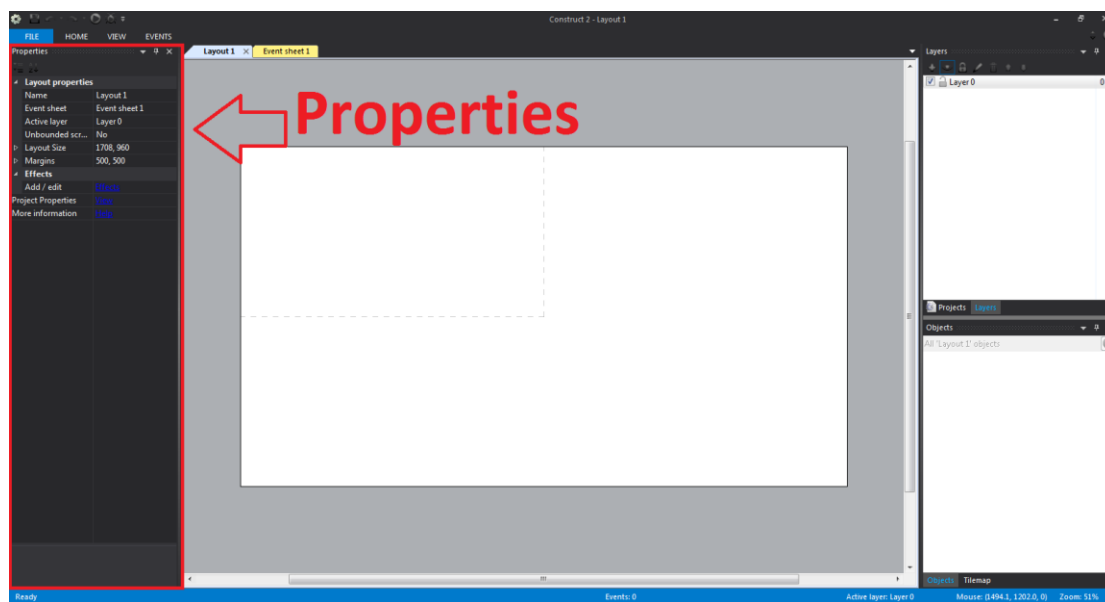 Construct 2 - Layout 1
FILE HOME VIEW EVENTS
Properties
Layout 1 Event sheet 1
Layers
Layout properties
Name Layout 1
Event sheet Event sheet 1
Active layer Layer 0
Unbounded scr... No
Layout Size 1708, 960
Margins 500, 500
Effects
Add / edit Effects
Project Properties View
More information Help
Properties
Layer 0 0
Projects Layers
Objects
All 'Layout 1' objects
Objects Tilemap
Ready Events: 0 Active layer: Layer 0 Mouse: (1494.1, 1202.0, 0) Zoom: 51%